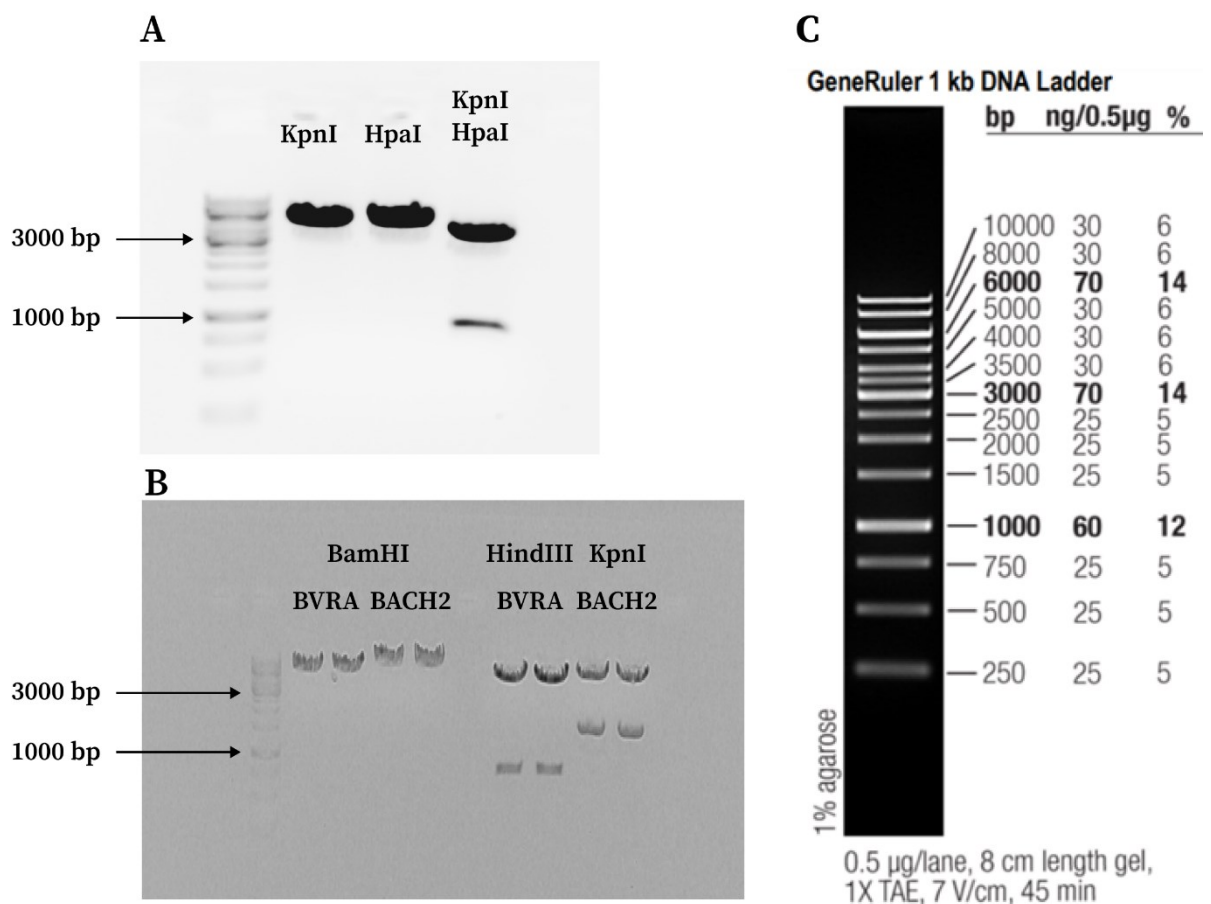 A
KpnI
HpaI
KpnI
HpaI
3000 bp
1000 bp
B
BamHI
HindIII KpnI
BVRA BACH2
BVRA BACH2
3000 bp
1000 bp
C
GeneRuler 1 kb DNA Ladder
bp ng/0.5µg %
10000 30 6
8000 30 6
6000 70 14
5000 30 6
4000 30 6
3500 30 6
3000 70 14
2500 25 5
2000 25 5
1500 25 5
1000 60 12
750 25 5
500 25 5
250 25 5
1% agarose
0.5 µg/lane, 8 cm length gel,
1X TAE, 7 V/cm, 45 min